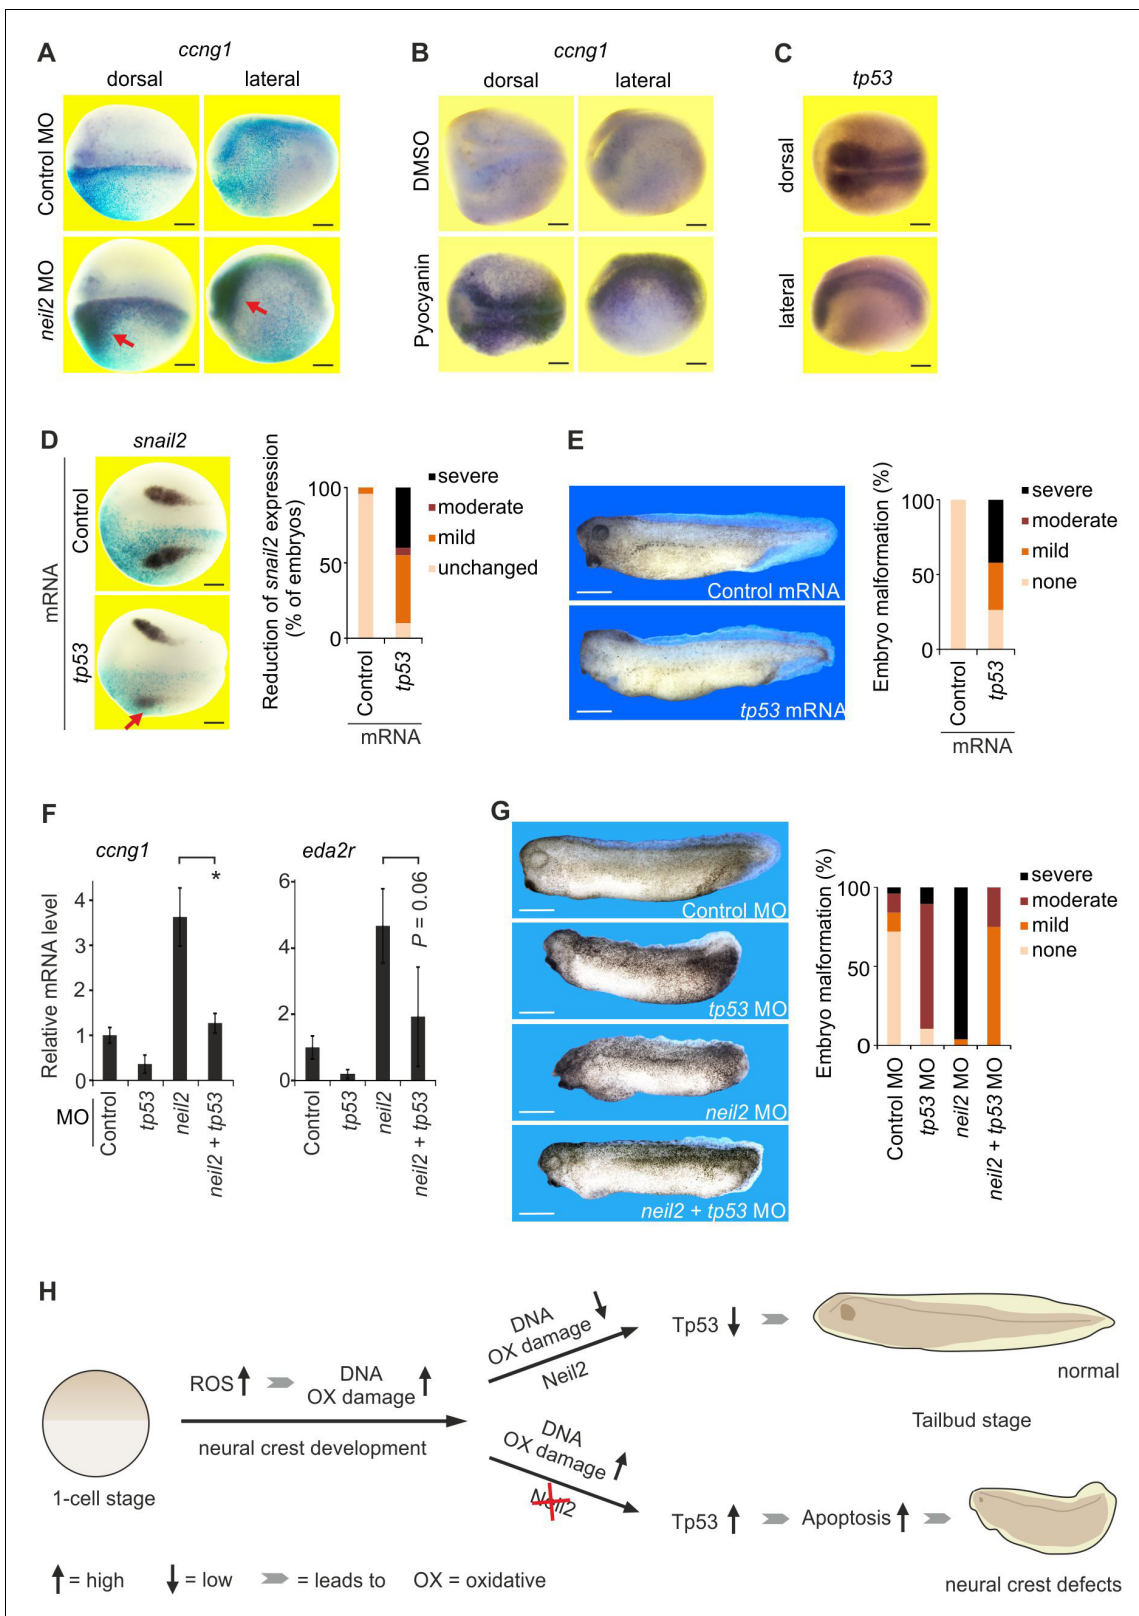 A
ccng1
dorsal
lateral
Control MO
neil2 MO
B
ccng1
dorsal
lateral
DMSO
Pyocyanin
C
tp53
dorsal
lateral
D
snail2
mRNA
Control
tp53
Reduction of snail2 expression
(% of embryos)
100
50
0
severe
moderate
mild
unchanged
Control
tp53
mRNA
E
Control mRNA
tp53 mRNA
Embryo malformation (%)
100
50
0
severe
moderate
mild
none
Control
tp53
mRNA
F
ccng1
Relative mRNA level
4
3
2
1
0
*
MO
Control
tp53
neil2
neil2 + tp53
eda2r
6
4
2
0
P = 0.06
Control
tp53
neil2
neil2 + tp53
G
Control MO
tp53 MO
neil2 MO
neil2 + tp53 MO
Embryo malformation (%)
100
50
0
severe
moderate
mild
none
Control MO
tp53 MO
neil2 MO
neil2 + tp53 MO
H
1-cell stage
ROS
DNA
OX damage
neural crest development
DNA
OX damage
Neil2
Tp53
normal
Tailbud stage
DNA
OX damage
Neil2
Tp53
Apoptosis
neural crest defects
= high
= low
= leads to
OX = oxidative